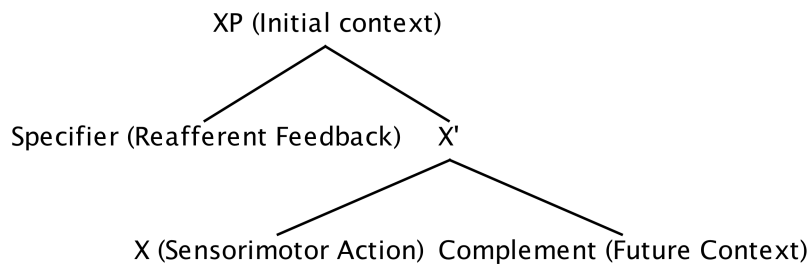 XP (Initial context)
Specifier (Reafferent Feedback) X'
X (Sensorimotor Action) Complement (Future Context)